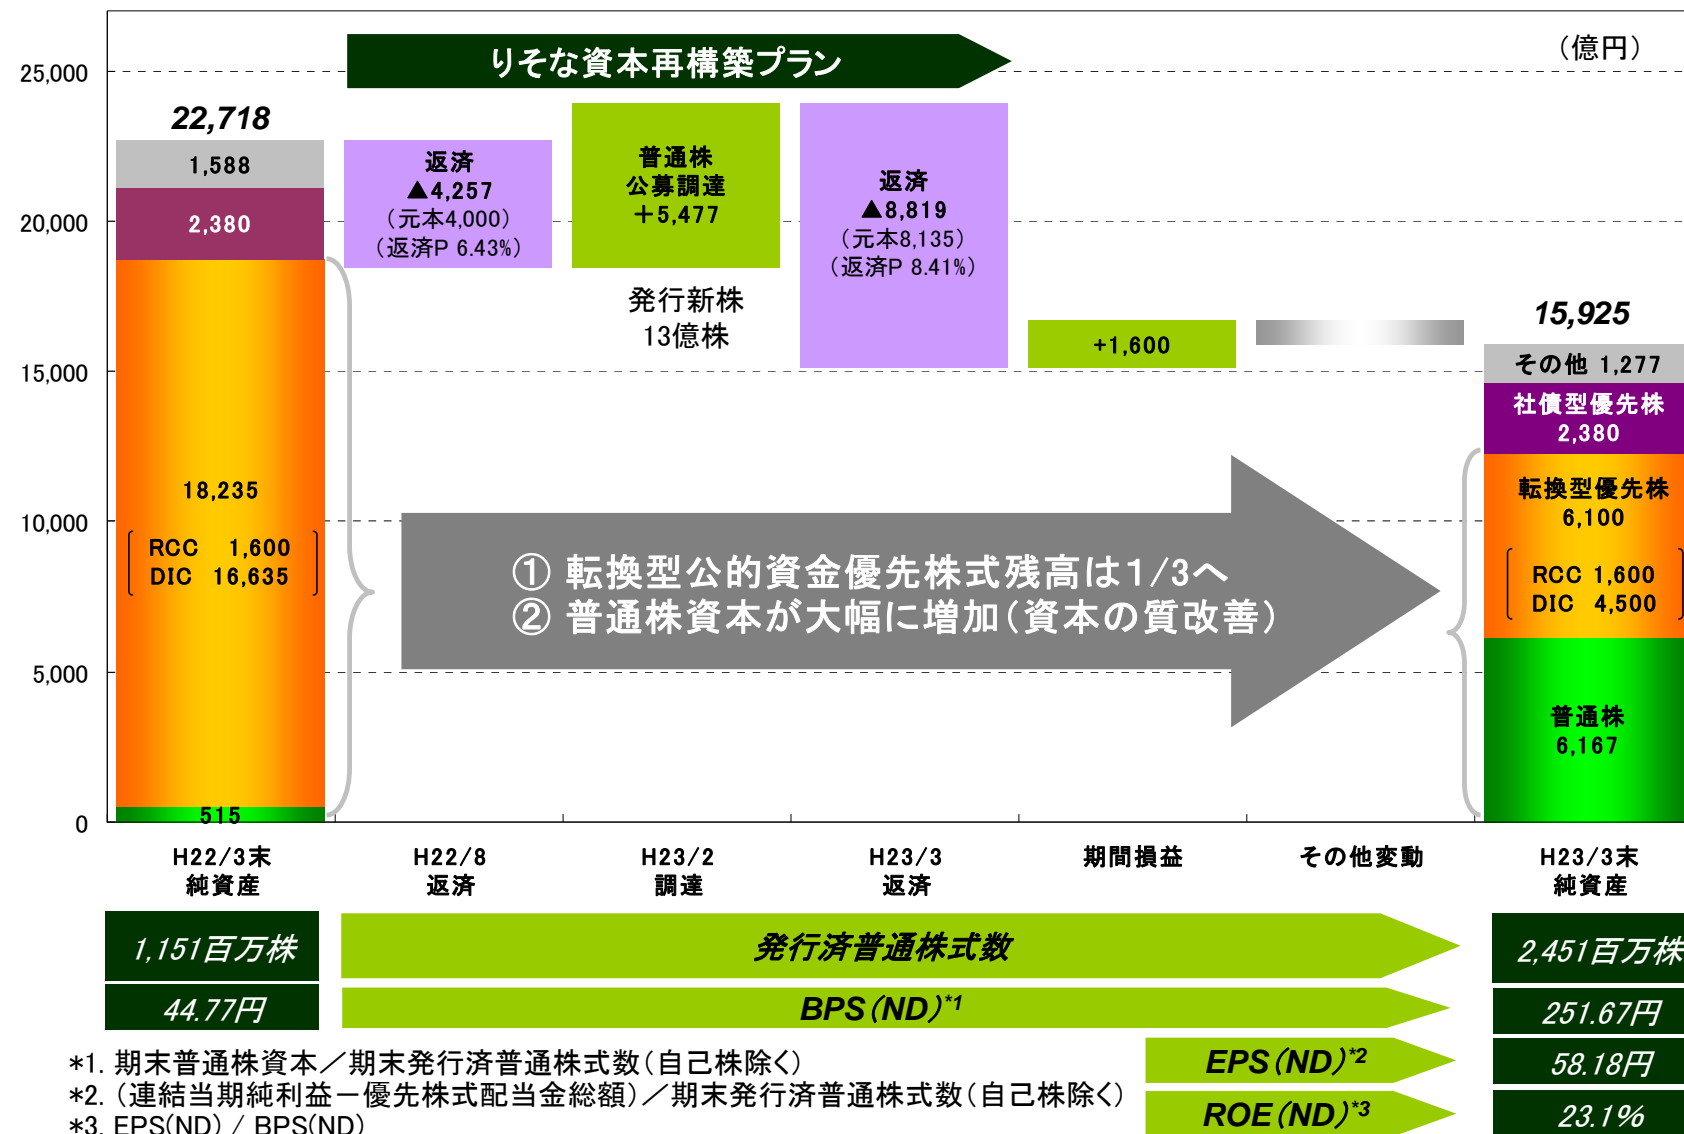 りそな資本再構築プラン
（億円）
25,000
20,000
15,000
10,000
5,000
0
22,718
1,588
2,380
18,235
RCC 1,600
DIC 16,635
515
返済
▲4,257
（元本4,000）
（返済P 6.43%）
普通株
公募調達
＋5,477
発行新株
13億株
返済
▲8,819
（元本8,135）
（返済P 8.41%）
+1,600
15,925
その他 1,277
社債型優先株
2,380
転換型優先株
6,100
RCC 1,600
DIC 4,500
普通株
6,167
① 転換型公的資金優先株式残高は1/3へ
② 普通株資本が大幅に増加（資本の質改善）
H22/3末
純資産
H22/8
返済
H23/2
調達
H23/3
返済
期間損益
その他変動
H23/3末
純資産
1,151百万株
発行済普通株式数
2,451百万株
44.77円
BPS（ND）*1
251.67円
*1. 期末普通株資本／期末発行済普通株式数（自己株除く）
EPS（ND）*2
58.18円
*2. （連結当期純利益－優先株式配当金総額）／期末発行済普通株式数（自己株除く）
ROE（ND）*3
23.1%
*3. EPS(ND) / BPS(ND)